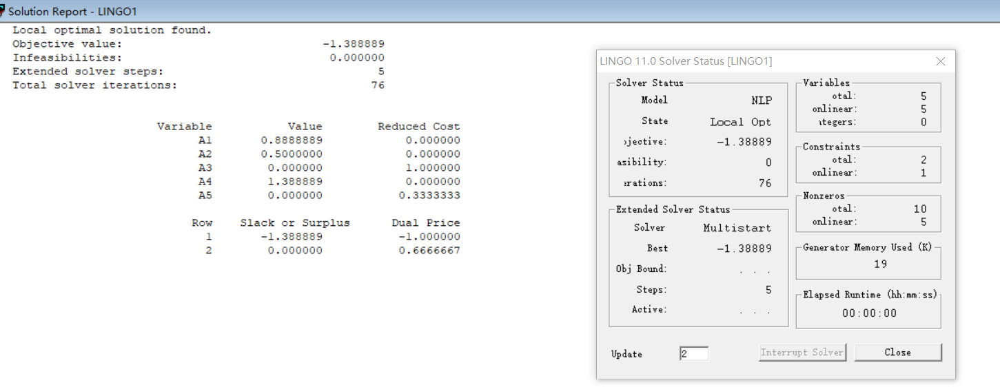 Solution Report - LINGO1
Local optimal solution found.
Objective value: -1.388889
Infeasibilities: 0.000000
Extended solver steps: 5
Total solver iterations: 76
Variable Value Reduced Cost
A1 0.8888889 0.000000
A2 0.5000000 0.000000
A3 0.000000 1.000000
A4 1.388889 0.000000
A5 0.000000 0.3333333
Row Slack or Surplus Dual Price
1 -1.388889 -1.000000
2 0.000000 0.6666667
LINGO 11.0 Solver Status [LINGO1]
Solver Status
Model NLP
State Local Opt
jective: -1.38889
asibility: 0
erations: 76
Extended Solver Status
Solver Multistart
Best -1.38889
Obj Bound: . . .
Steps: 5
Active: . . .
Variables
otal: 5
onlinear: 5
itegers: 0
Constraints
otal: 2
onlinear: 1
Nonzeros
otal: 10
onlinear: 5
Generator Memory Used (K)
19
Elapsed Runtime (hh:mm:ss)
00:00:00
Update 2
Interrupt Solver
Close